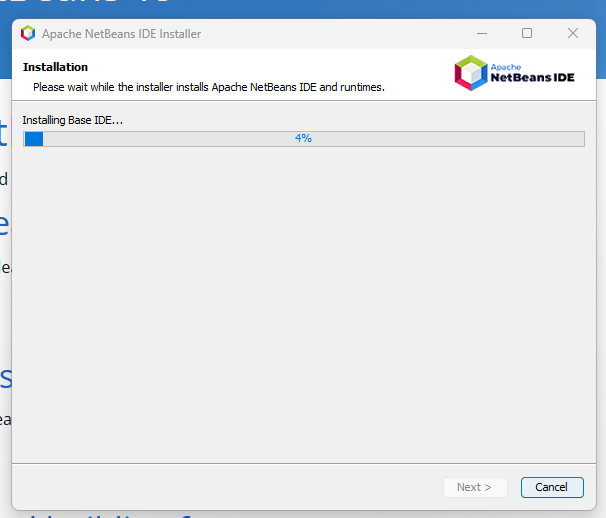 Apache NetBeans IDE Installer
Installation
Please wait while the installer installs Apache NetBeans IDE and runtimes.
Apache
NetBeans IDE
Installing Base IDE...
4%
Next >
Cancel